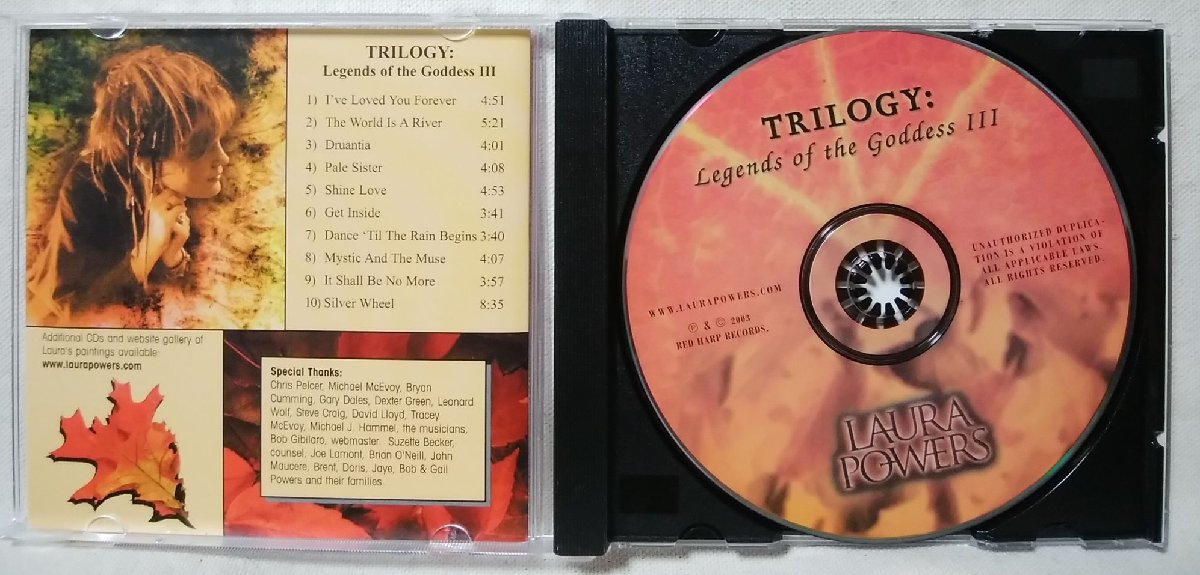 TRILOGY:
Legends of the Goddess III
1) I've Loved You Forever 4:51
2) The World Is A River 5:21
3) Druantia 4:01
4) Pale Sister 4:08
5) Shine Love 4:53
6) Get Inside 3:41
7) Dance ‘Til The Rain Begins 3:40
8) Mystic And The Muse 4:07
9) It Shall Be No More 3:57
10) Silver Wheel 8:35
Additional CDs and website gallery of
Laura's paintings available:
www.laurapowers.com
Special Thanks:
Chris Pelcer, Michael McEvoy, Bryan
Cumming, Gary Dales, Dexter Green, Leanard
Wolf, Steve Craig, David Lloyd, Tracey
McEvoy, Michael J. Hammel, the musicians,
Bob Gibilaro, webmaster. Suzette Becker,
counsel, Joe Lamont, Brian O'Neill, John
Maucere, Brent, Doris, Jaye, Bob & Gail
Powers and their families.
TRILOGY:
Legends of the Goddess III
WWW.LAURAPOWERS.COM
℗ & © 2003
RED HARP RECORDS.
UNAUTHORIZED DUPLICA-
TION IS A VIOLATION OF
ALL APPLICABLE LAWS.
ALL RIGHTS RESERVED.
LAURA
POWERS